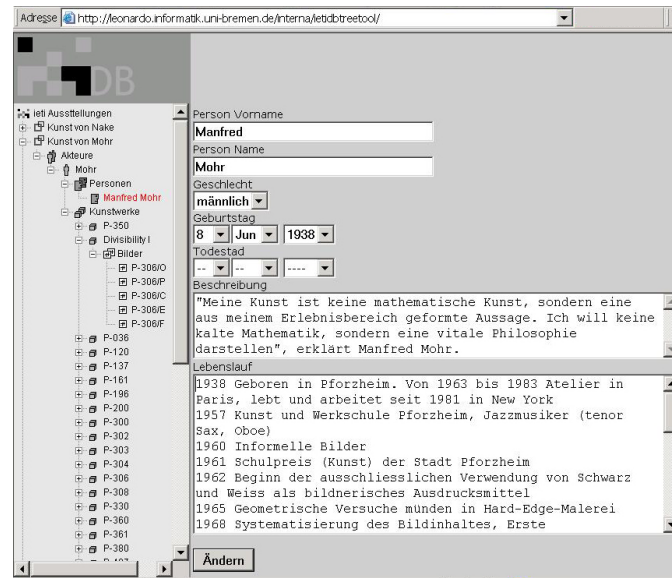 Adresse http://leonardo.informatik.uni-bremen.de/interna/ietidbtreetool/
DB
ieti Aussttellungen
Kunst von Nake
Kunst von Mohr
Akteure
Mohr
Personen
Manfred Mohr
Kunstwerke
P-350
Divisibility I
Bilder
P-306/O
P-306/P
P-306/C
P-306/E
P-306/F
P-036
P-120
P-137
P-161
P-196
P-200
P-300
P-302
P-303
P-304
P-306
P-308
P-330
P-360
P-361
P-380
Person Vorname
Manfred
Person Name
Mohr
Geschlecht
männlich
Geburtstag
8 Jun 1938
Todestad
-- -- ----
Beschreibung
"Meine Kunst ist keine mathematische Kunst, sondern eine
aus meinem Erlebnisbereich geformte Aussage. Ich will keine
kalte Mathematik, sondern eine vitale Philosophie
darstellen", erklärt Manfred Mohr.
Lebenslauf
1938 Geboren in Pforzheim. Von 1963 bis 1983 Atelier in
Paris, lebt und arbeitet seit 1981 in New York
1957 Kunst und Werkschule Pforzheim, Jazzmusiker (tenor
Sax, Oboe)
1960 Informelle Bilder
1961 Schulpreis (Kunst) der Stadt Pforzheim
1962 Beginn der ausschliesslichen Verwendung von Schwarz
und Weiss als bildnerisches Ausdrucksmittel
1965 Geometrische Versuche münden in Hard-Edge-Malerei
1968 Systematisierung des Bildinhaltes, Erste
Ändern